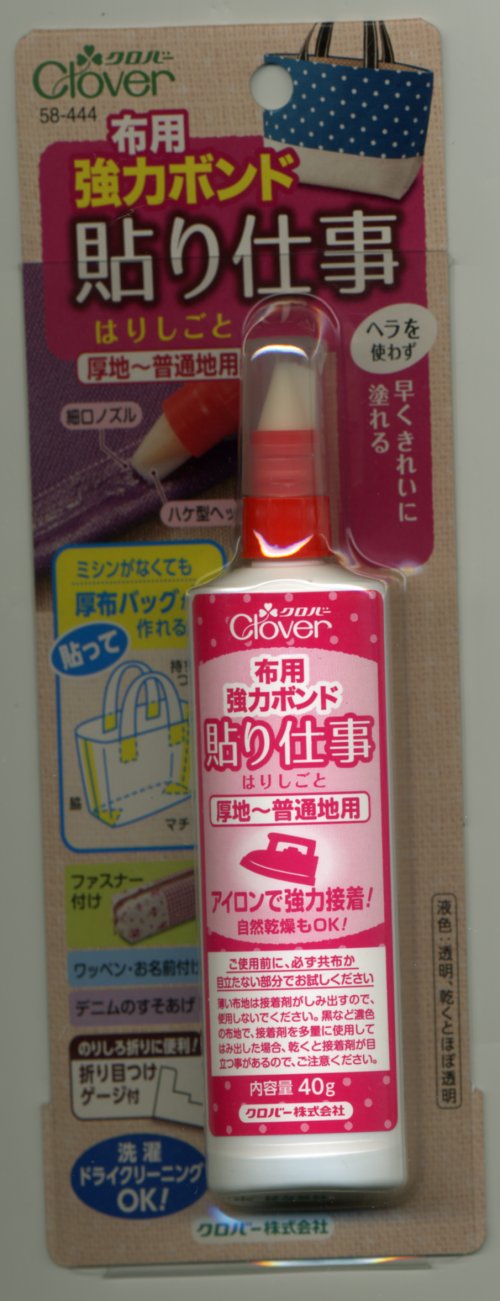 クロバー
Clover
58-444
布用
強力ボンド
貼り仕事
はりしごと
厚地～普通地用
ヘラを
使わず
早くきれいに
塗れる
細口ノズル
ハケ型ヘッ
ミシンがなくても
厚布バッグが
作れる
貼って
持
つ
脇
マチ
ファスナー
付け
ワッペン・お名前付け
デニムのすそあげ
のりしろ折りに便利!
折り目つけ
ゲージ付
洗濯
ドライクリーニング
OK!
クロバー
Clover
布用
強力ボンド
貼り仕事
はりしごと
厚地～普通地用
アイロンで強力接着!
自然乾燥もOK!
ご使用前に、必ず共布か
目立たない部分でお試しください
薄い布地は接着剤がしみ出すので、
使用しないでください。黒など濃色
の布地で、接着剤を多量に使用して
はみ出した場合、乾くと接着剤が目
立つ事があるので、ご注意ください。
内容量 40g
クロバー株式会社
液色：透明、乾くとほぼ透明
クロバー株式会社